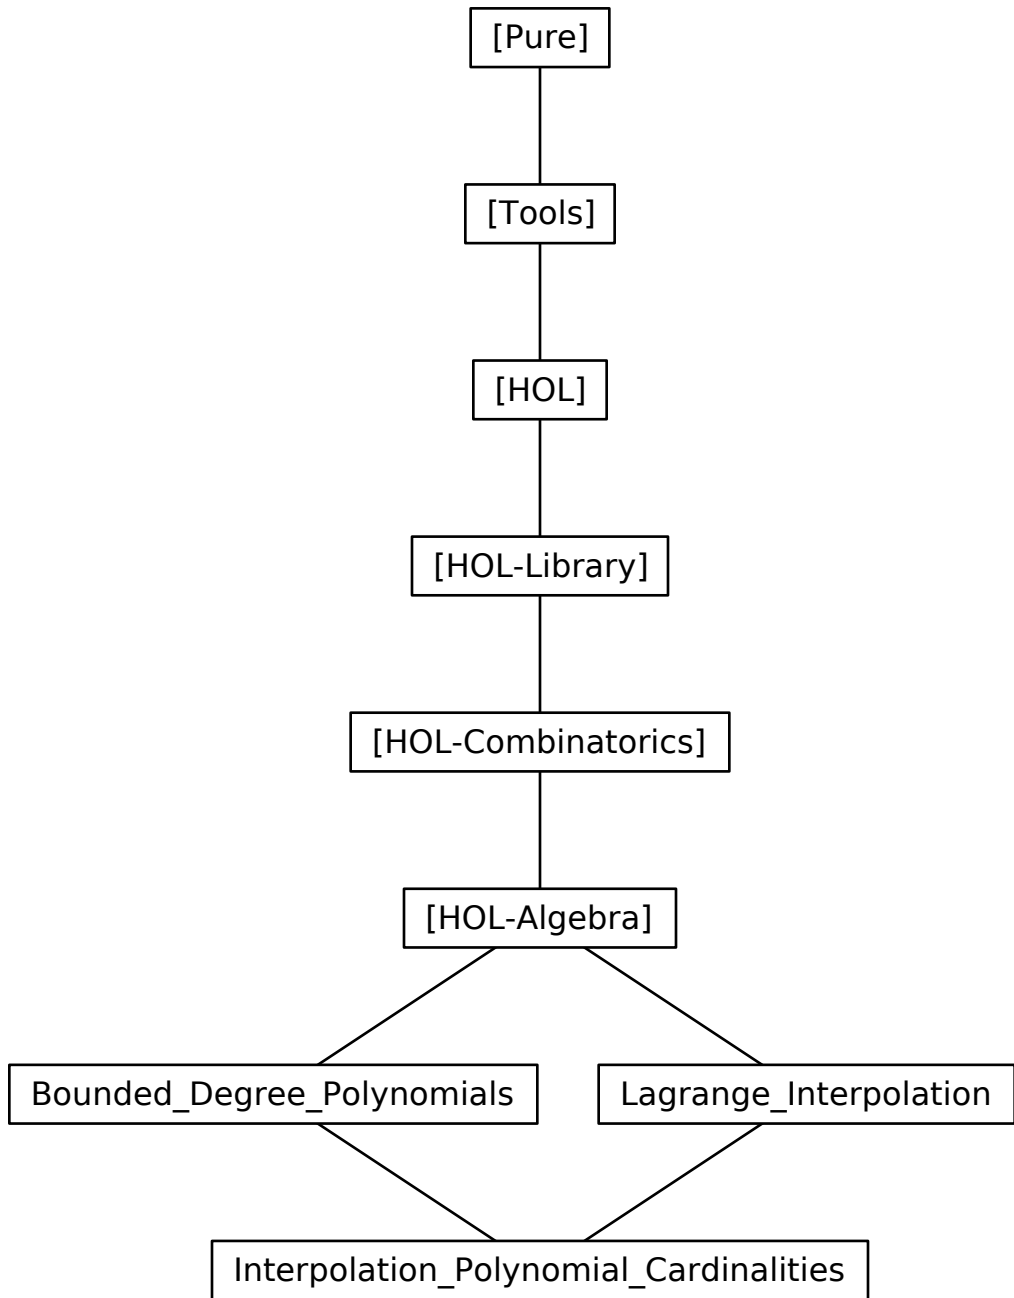 [Pure]
[Tools]
[HOL]
[HOL-Library]
[HOL-Combinatorics]
[HOL-Algebra]
Bounded_Degree_Polynomials
Lagrange_Interpolation
Interpolation_Polynomial_Cardinalities